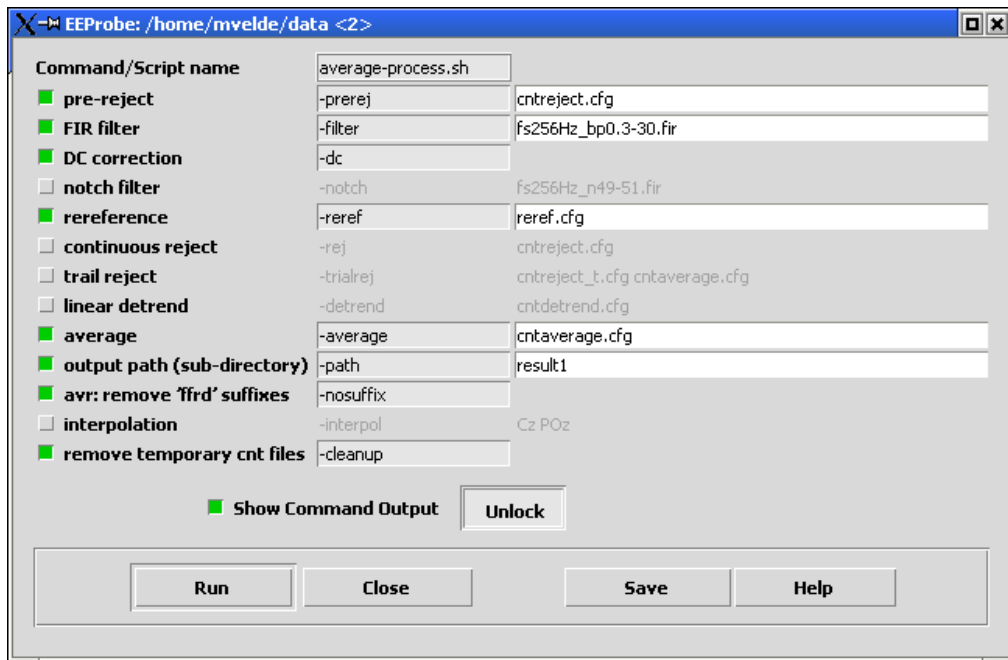 EEProbe: /home/mvelde/data <2>
Command/Script name average-process.sh
pre-reject -prerej cntreject.cfg
FIR filter -filter fs256Hz_bp0.3-30.fir
DC correction -dc
notch filter -notch fs256Hz_n49-51.fir
rereference -reref reref.cfg
continuous reject -rej cntreject.cfg
trail reject -trialrej cntreject_t.cfg cntaverage.cfg
linear detrend -detrend cntdetrend.cfg
average -average cntaverage.cfg
output path (sub-directory) -path result1
avr: remove 'ffrd' suffixes -nosuffix
interpolation -interpol Cz POz
remove temporary cnt files -cleanup
Show Command Output Unlock
Run Close Save Help